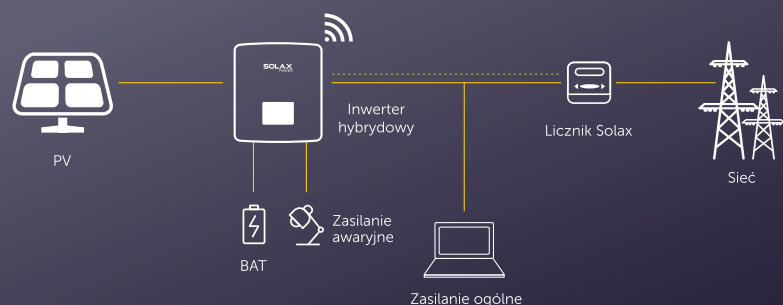 SOLAX
POWER
Inwerter
hybrydowy
Licznik Solax
PV
Sieć
Zasilanie
awaryjne
BAT
Zasilanie ogólne